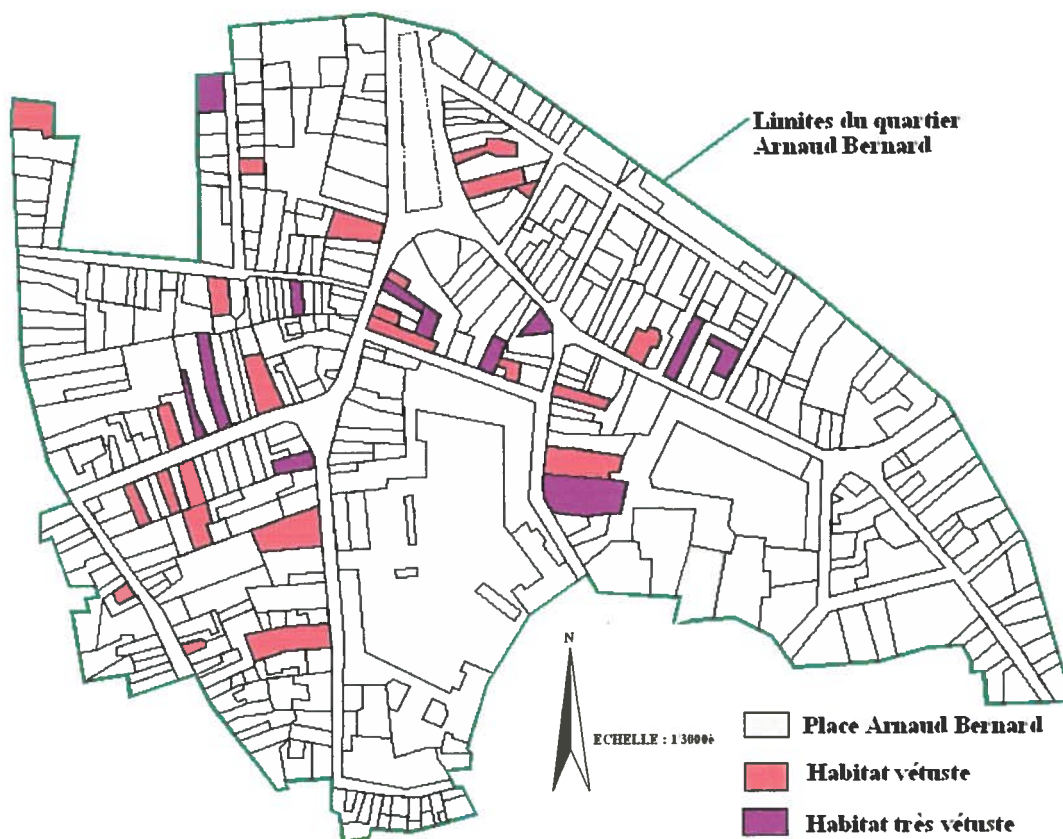 Limites du quartier
Arnaud Bernard
N
ECHELLE : 1/3000è
Place Arnaud Bernard
Habitat vétuste
Habitat très vétuste